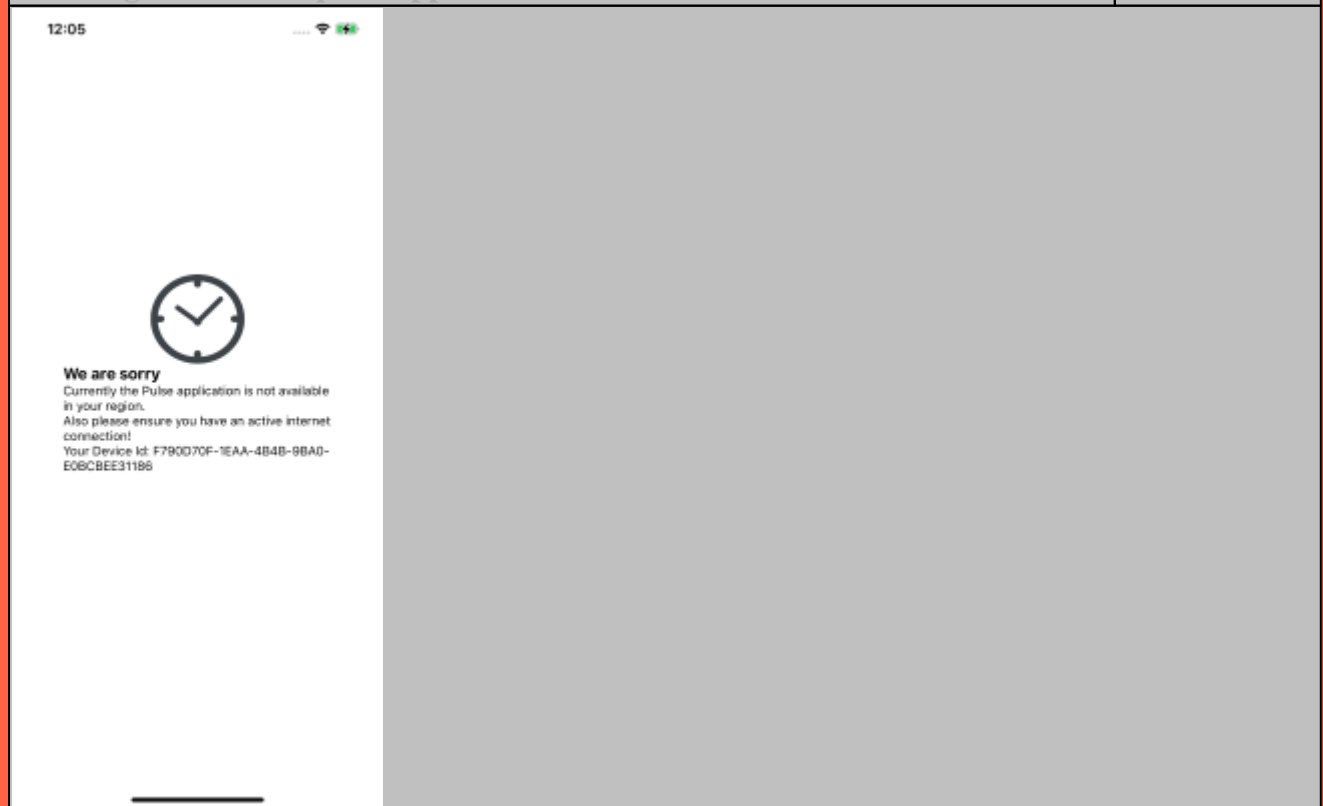 12:05
We are sorry
Currently the Pulse application is not available
in your region.
Also please ensure you have an active internet
connection!
Your Device Id: F790D70F-1EAA-4B4B-9BA0-
E0BCBEE31186